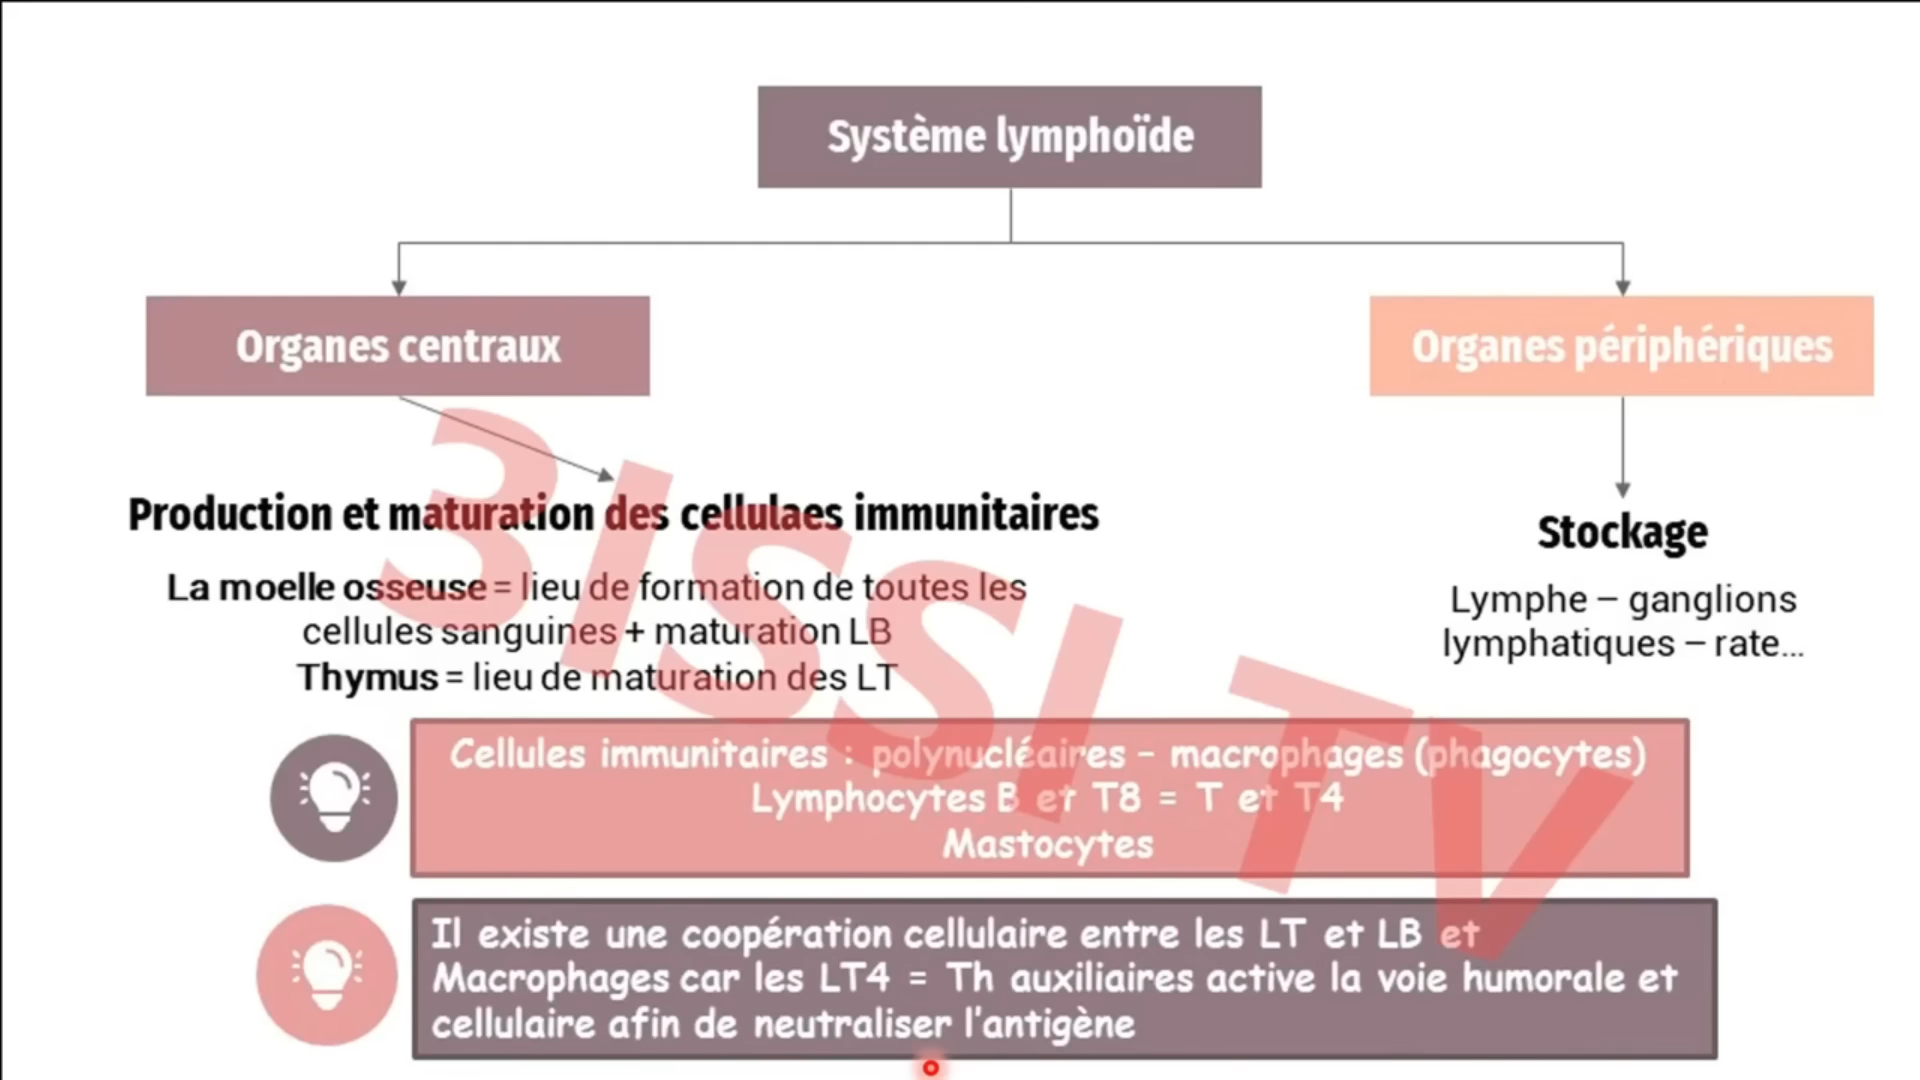 Système lymphoïde
Organes centraux
Organes périphériques
Production et maturation des cellulaes immunitaires
La moelle osseuse = lieu de formation de toutes les
cellules sanguines + maturation LB
Thymus = lieu de maturation des LT
Stockage
Lymphe – ganglions
lymphatiques – rate...
Cellules immunitaires : polynucléaires – macrophages (phagocytes)
Lymphocytes B et T8 = T et T4
Mastocytes
Il existe une coopération cellulaire entre les LT et LB et
Macrophages car les LT4 = Th auxiliaires active la voie humorale et
cellulaire afin de neutraliser l'antigène
3ISSI TV